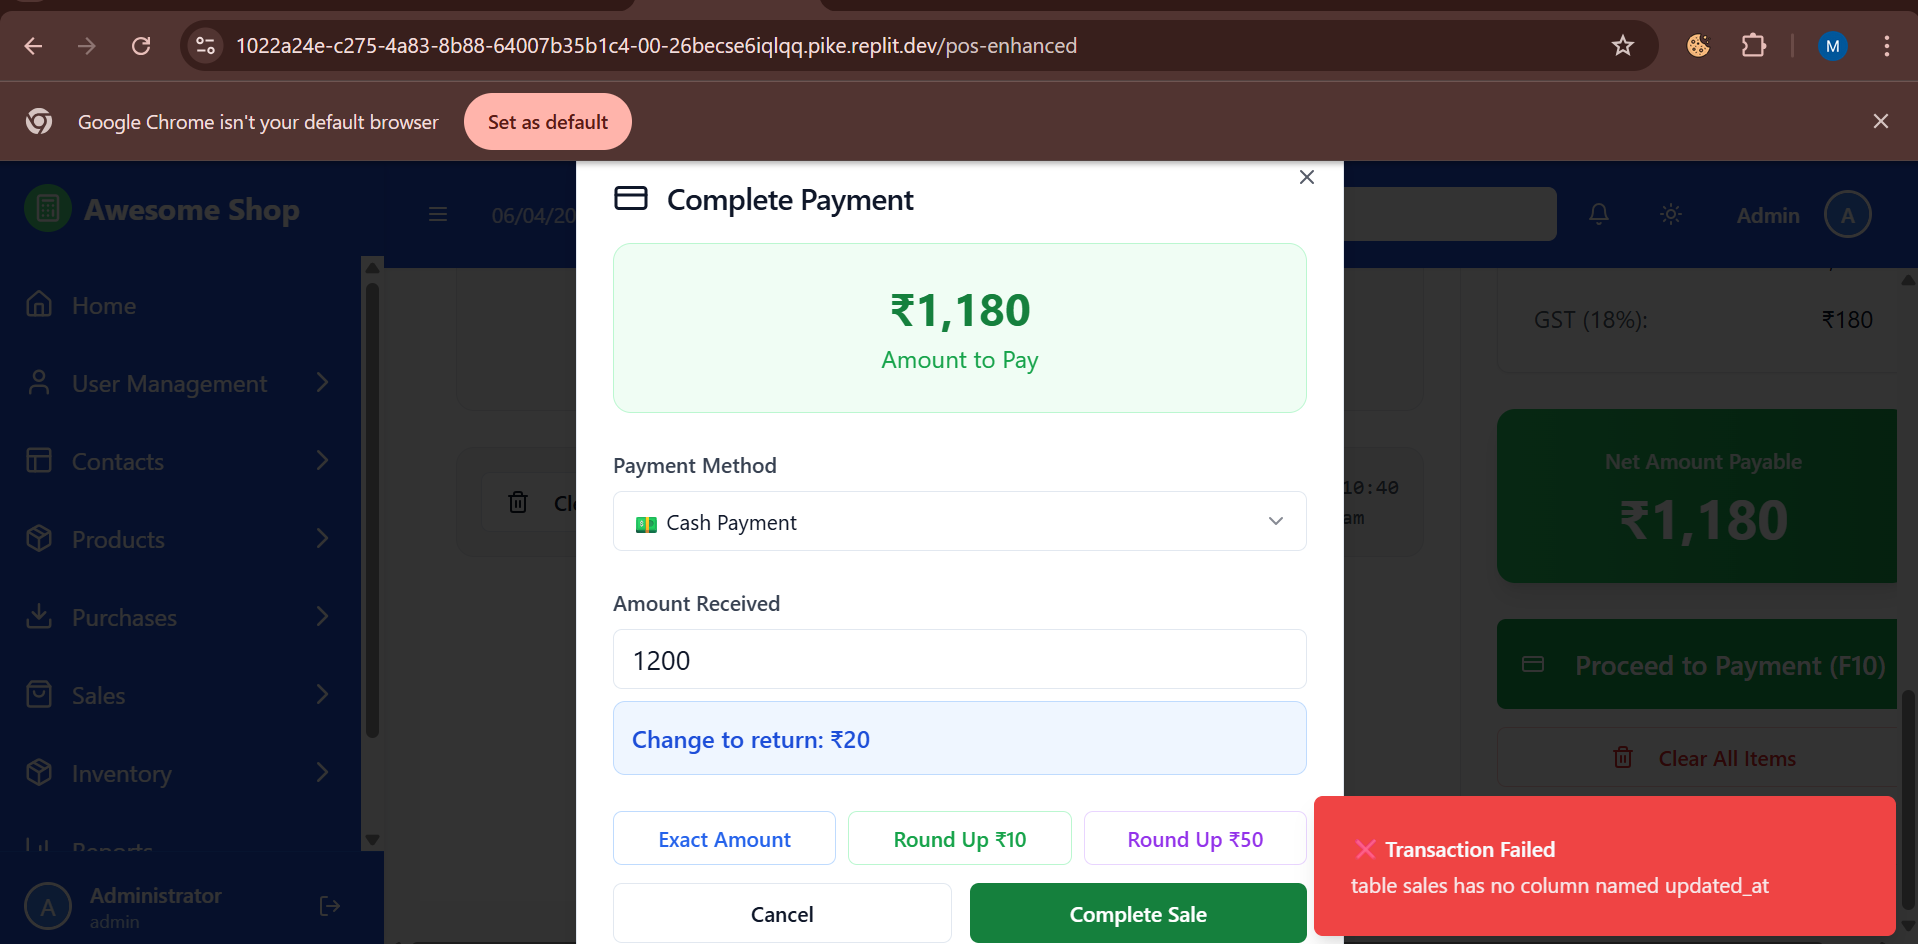 1022a24e-c275-4a83-8b88-64007b35b1c4-00-26becse6iqlqq.pike.replit.dev/pos-enhanced
M
Google Chrome isn't your default browser
Set as default
Awesome Shop
06/04/20
Admin
A
Home
User Management
Contacts
Products
Purchases
Sales
Inventory
Reports
A
Administrator
admin
Complete Payment
₹1,180
Amount to Pay
Payment Method
Cash Payment
Amount Received
1200
Change to return: ₹20
Exact Amount
Round Up ₹10
Round Up ₹50
Cancel
Complete Sale
10:40
am
GST (18%):
₹180
Net Amount Payable
₹1,180
Proceed to Payment (F10)
Clear All Items
Transaction Failed
table sales has no column named updated_at